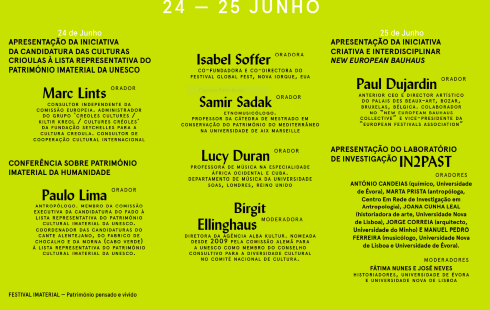 24 — 25 JUNHO
24 de Junho
APRESENTAÇÃO DA INICIATIVA
DA CANDIDATURA DAS CULTURAS
CRIOULAS À LISTA REPRESENTATIVA DO
PATRIMÓNIO IMATERIAL DA UNESCO
Marc Lints ORADOR
CONSULTOR INDEPENDENTE DA
COMISSÃO EUROPEIA. ADMINISTRADOR
DO GRUPO "CREOLES CULTURES /
KILTIR KREOL / CULTURES CRÉOLES"
DA FUNDAÇÃO SEYCHELLES PARA A
CULTURA CREOULA. CONSULTOR DE
COOPERAÇÃO CULTURAL INTERNACIONAL
CONFERÊNCIA SOBRE PATRIMÓNIO
IMATERIAL DA HUMANIDADE
Paulo Lima ORADOR
ANTROPÓLOGO. MEMBRO DA COMISSÃO
EXECUTIVA DA CANDIDATURA DO FADO À
LISTA REPRESENTATIVA DO PATRIMÓNIO
CULTURAL IMATERIAL DA UNESCO.
COORDENADOR DAS CANDIDATURAS DO
CANTE ALENTEJANO, DO FABRICO DE
CHOCALHO E DA MORNA (CABO VERDE)
À LISTA REPRESENTATIVA DO PATRIMÓNIO
CULTURAL IMATERIAL DA UNESCO.
Isabel Soffer ORADORA
CO-FUNDADORA E CO-DIRECTORA DO
FESTIVAL GLOBAL FEST, NOVA IORQUE, EUA
Samir Sadak ORADOR
ETNOMUSICÓLOGO.
PROFESSOR DA CÁTEDRA DE MESTRADO EM
CONSERVAÇÃO DO PATRIMÓNIO DO MEDITERRÂNEO
NA UNIVERSIDADE DE AIX MARSEILLE
Lucy Duran ORADORA
PROFESSORA DE MÚSICA NA ESPECIALIDADE
ÁFRICA OCIDENTAL E CUBA.
DEPARTAMENTO DE MÚSICA DA UNIVERSIDADE
SOAS, LONDRES, REINO UNIDO
Birgit
Ellinghaus MODERADORA
DIRETORA DA AGÊNCIA ALBA KULTUR. NOMEADA
DESDE 2009 PELA COMISSÃO ALEMÃ PARA
A UNESCO COMO MEMBRO DO CONSELHO
CONSULTIVO PARA A DIVERSIDADE CULTURAL
NO COMITÉ NACIONAL DE CULTURA.
25 de Junho
APRESENTAÇÃO DA INICIATIVA
CRIATIVA E INTERDISCIPLINAR
NEW EUROPEAN BAUHAUS
Paul Dujardin ORADOR
ANTERIOR CEO E DIRECTOR ARTÍSTICO
DO PALAIS DES BEAUX-ART, BOZAR,
BRUXELAS, BÉLGICA. COLABORADOR
NO "NEW EUROPEAN BAUHAUS
COLLECTIVE" E VICE-PRESIDENTE DA
"EUROPEAN FESTIVALS ASSOCIATION"
APRESENTAÇÃO DO LABORATÓRIO
DE INVESTIGAÇÃO IN2PAST
ORADORES
ANTÓNIO CANDEIAS (químico, Universidade
de Évora), MARTA PRISTA (antropóloga,
Centro Em Rede de Investigação em
Antropologia), JOANA CUNHA LEAL
(historiadora de arte, Universidade Nova
de Lisboa), JORGE CORREIA (arquitecto,
Universidade do Minho) E MANUEL PEDRO
FERREIRA (musicólogo, Universidade Nova
de Lisboa e Universidade de Évora).
MODERADORES
FÁTIMA NUNES E JOSÉ NEVES
HISTORIADORES, UNIVERSIDADE DE ÉVORA
E UNIVERSIDADE NOVA DE LISBOA
FESTIVAL IMATERIAL — Património pensado e vivido